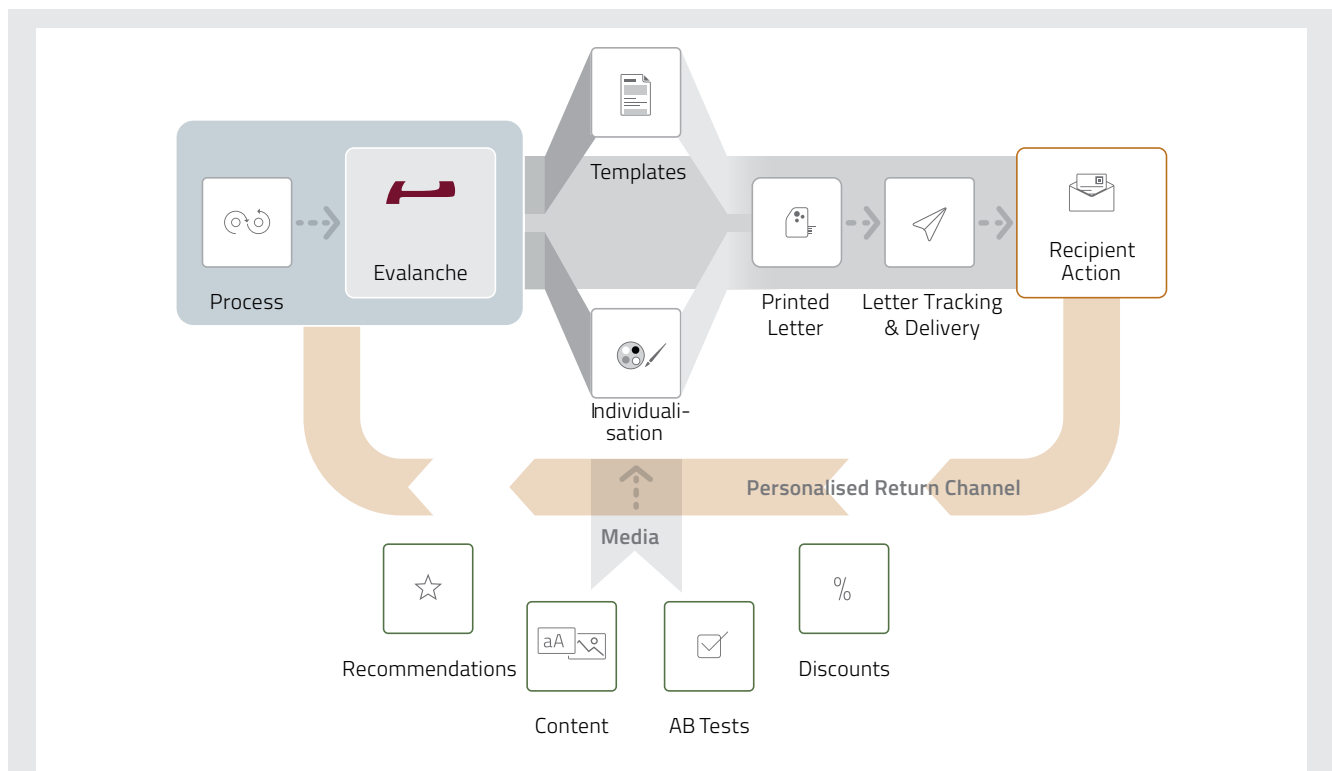 Templates
Evalanche
Process
Recipient
Action
Printed
Letter
Letter Tracking
& Delivery
Individuali-
sation
Personalised Return Channel
Media
%
aA
Recommendations
Discounts
Content
AB Tests